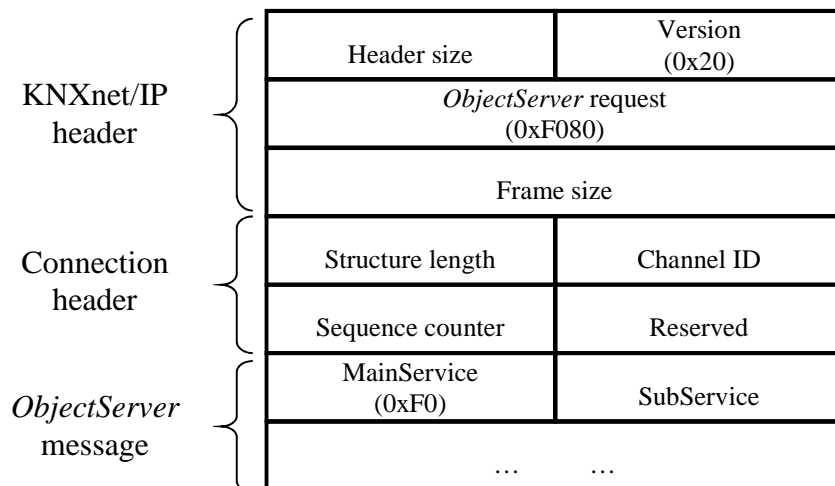 KNXnet/IP
header
Header size
Version
(0x20)
ObjectServer request
(0xF080)
Frame size
Connection
header
Structure length
Channel ID
Sequence counter
Reserved
ObjectServer
message
MainService
(0xF0)
SubService
… …